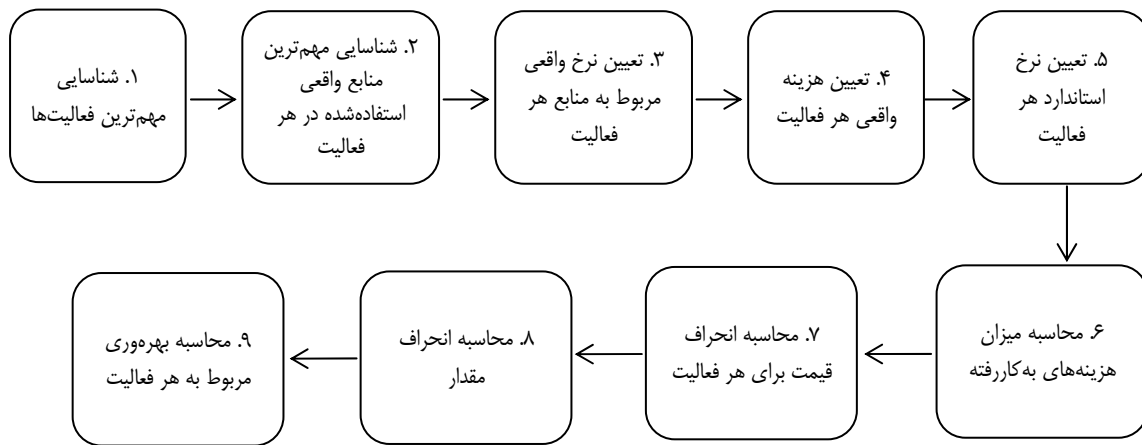 ۱. شناسایی
مهم‌ترین فعالیت‌ها
۲. شناسایی مهم‌ترین
منابع واقعی
استفاده‌شده در هر
فعالیت
۳. تعیین نرخ واقعی
مربوط به منابع هر
فعالیت
۴. تعیین هزینه
واقعی هر فعالیت
۵. تعیین نرخ
استاندارد هر
فعالیت
۶. محاسبه میزان
هزینه‌های به‌کاررفته
۷. محاسبه انحراف
قیمت برای هر فعالیت
۸. محاسبه انحراف
مقدار
۹. محاسبه بهره‌وری
مربوط به هر فعالیت